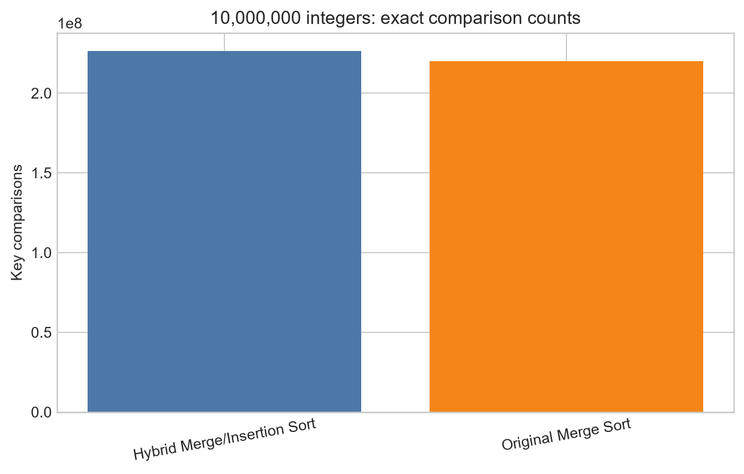 10,000,000 integers: exact comparison counts
1e8
Key comparisons
2.0
1.5
1.0
0.5
0.0
Hybrid Merge/Insertion Sort
Original Merge Sort